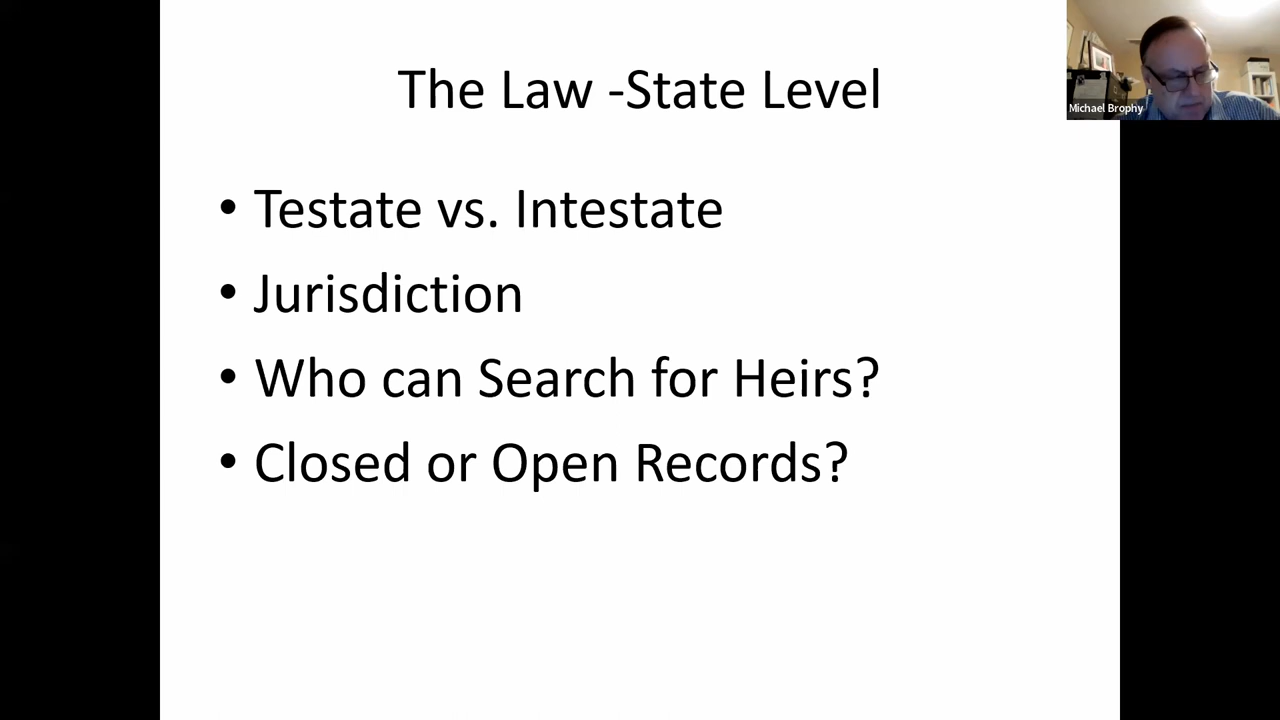 The Law -State Level
Michael Brophy
• Testate vs. Intestate
• Jurisdiction
• Who can Search for Heirs?
• Closed or Open Records?